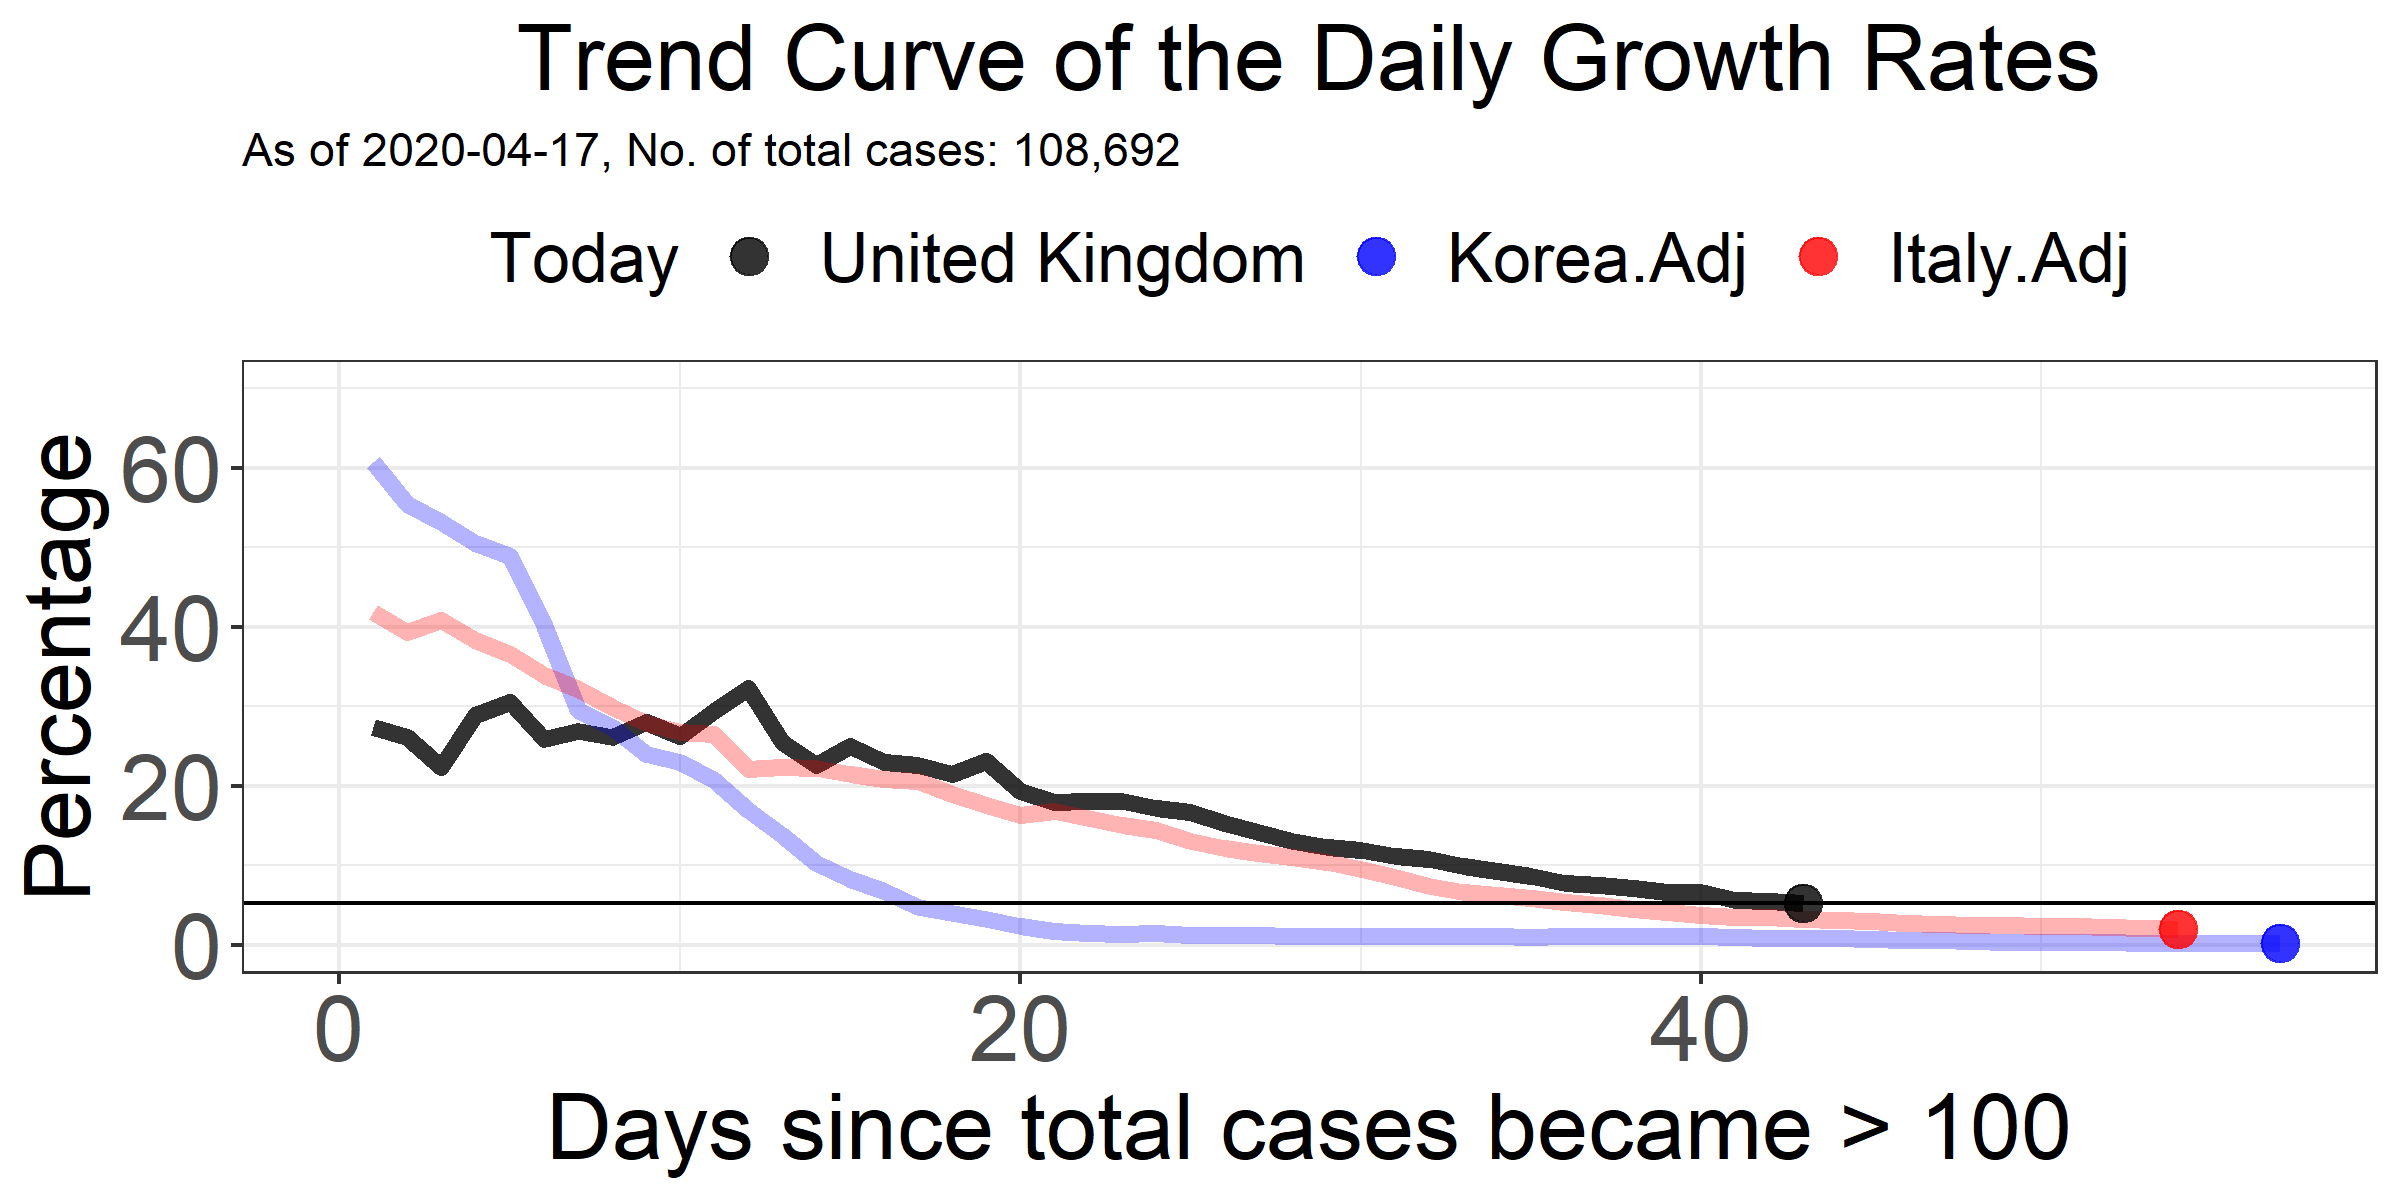 Trend Curve of the Daily Growth Rates
As of 2020-04-17, No. of total cases: 108,692
Today United Kingdom Korea.Adj Italy.Adj
Percentage
60
40
20
0
0 20 40
Days since total cases became > 100